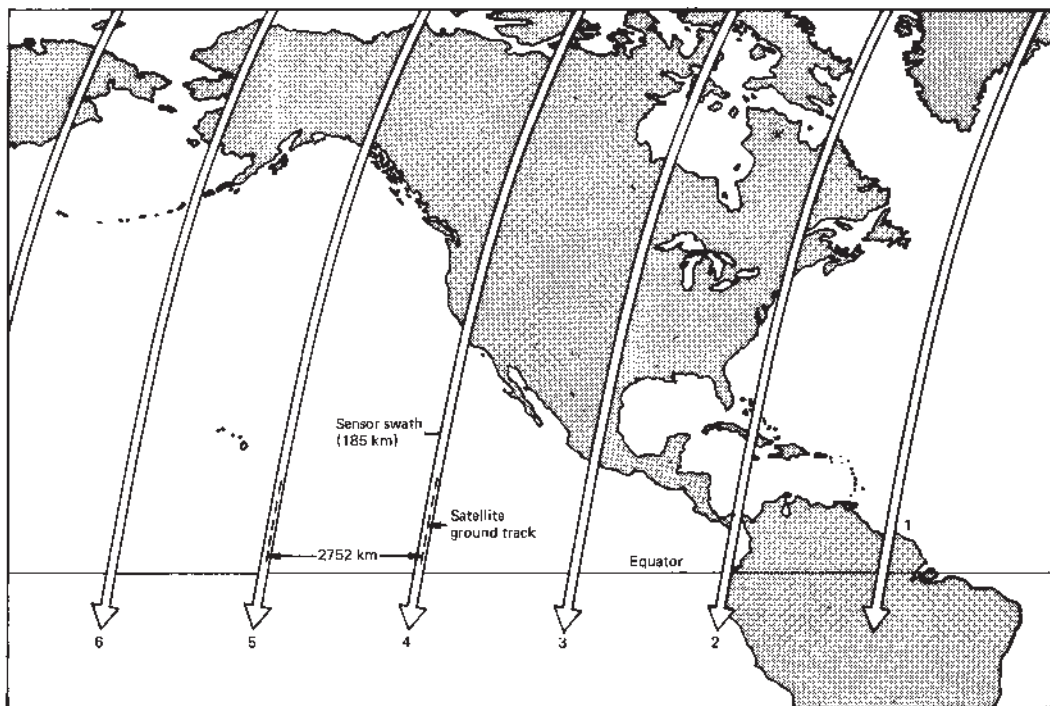 Sensor swath
(185 km)
Satellite
ground track
2752 km
Equator
1
6
5
4
3
2